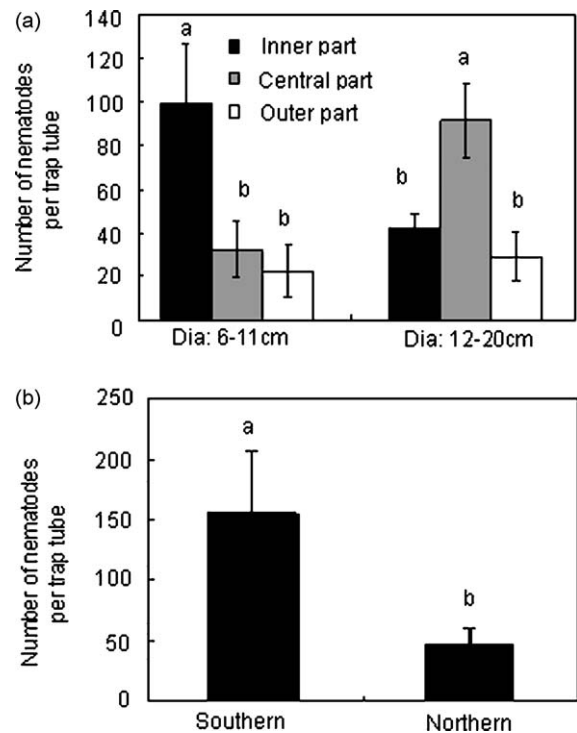 (a)
Number of nematodes
per trap tube
140
120
100
80
60
40
20
0
Inner part
Central part
Outer part
a
b
b
b
a
b
Dia: 6-11cm
Dia: 12-20cm
(b)
Number of nematodes
per trap tube
250
200
150
100
50
0
a
b
Southern
Northern